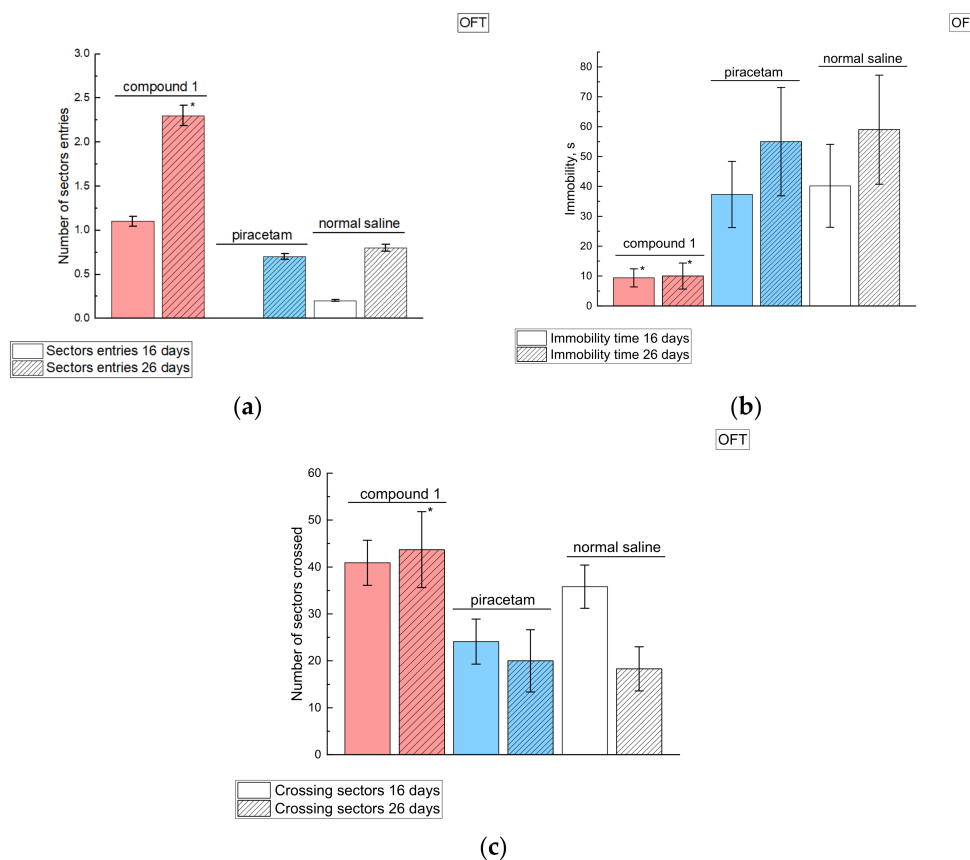 OFT
3.0
2.5
2.0
1.5
1.0
0.5
0.0
Number of sectors entries
compound 1
*
piracetam
normal saline
Sectors entries 16 days
Sectors entries 26 days
(a)
OF
80
70
60
50
40
30
20
10
0
Immobility, s
compound 1
*
*
piracetam
normal saline
Immobility time 16 days
Immobility time 26 days
(b)
OFT
60
50
40
30
20
10
0
Number of sectors crossed
compound 1
*
piracetam
normal saline
Crossing sectors 16 days
Crossing sectors 26 days
(c)